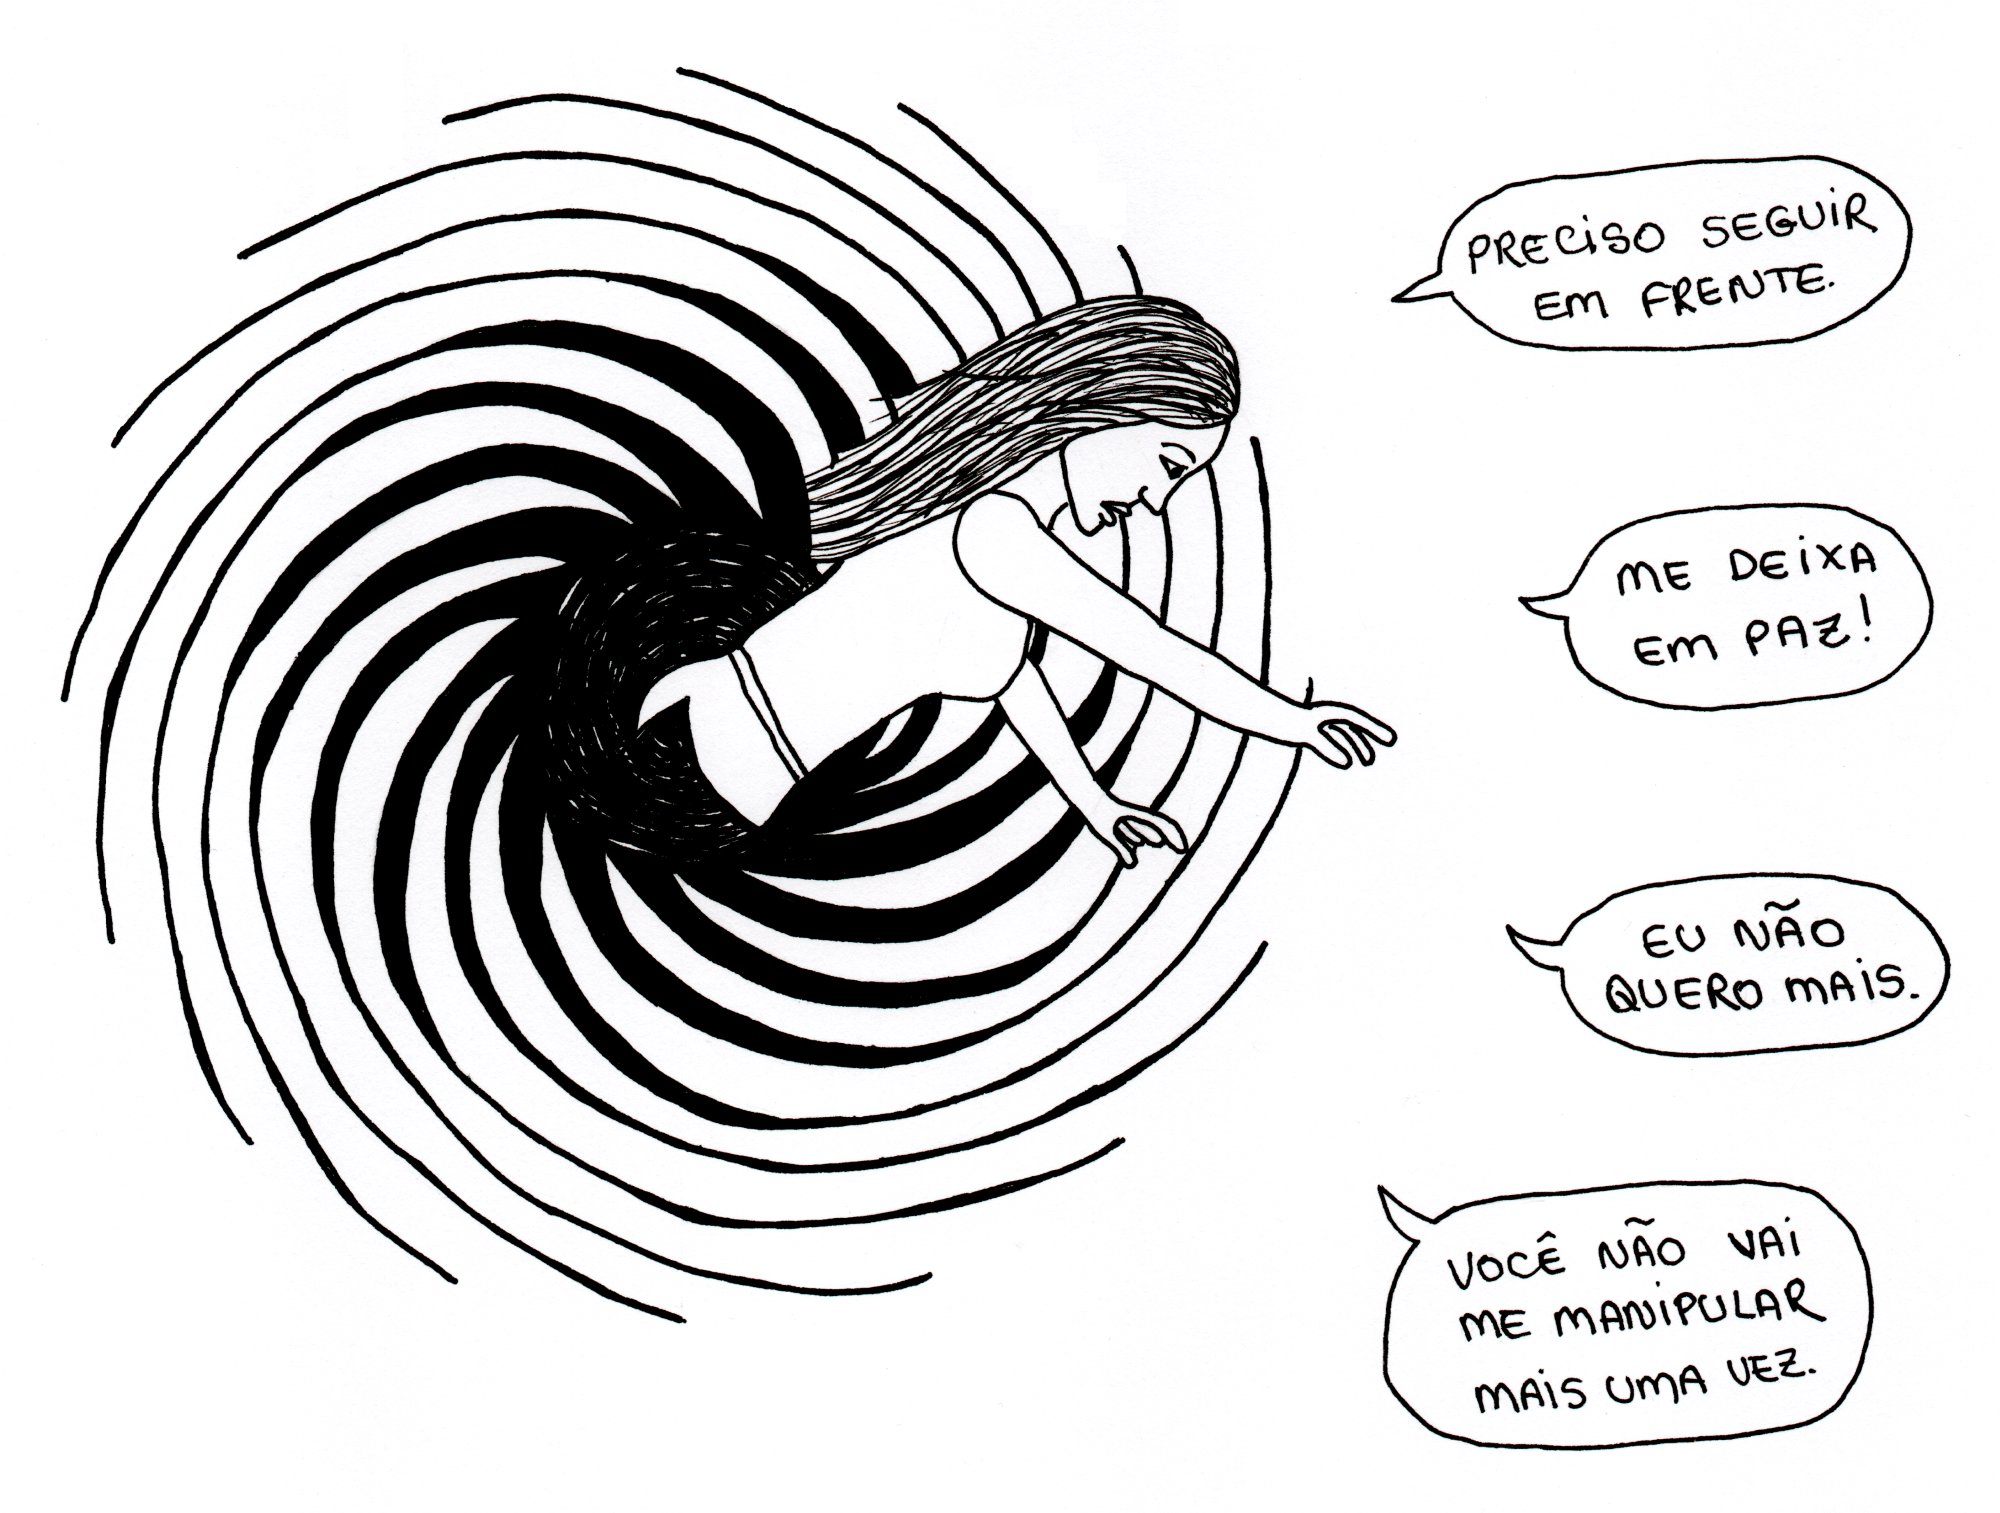 PRECISO SEGUIR
EM FRENTE.
ME DEIXA
EM PAZ!
EU NÃO
QUERO MAIS.
VOCÊ NÃO VAI
ME MANIPULAR
MAIS UMA VEZ.